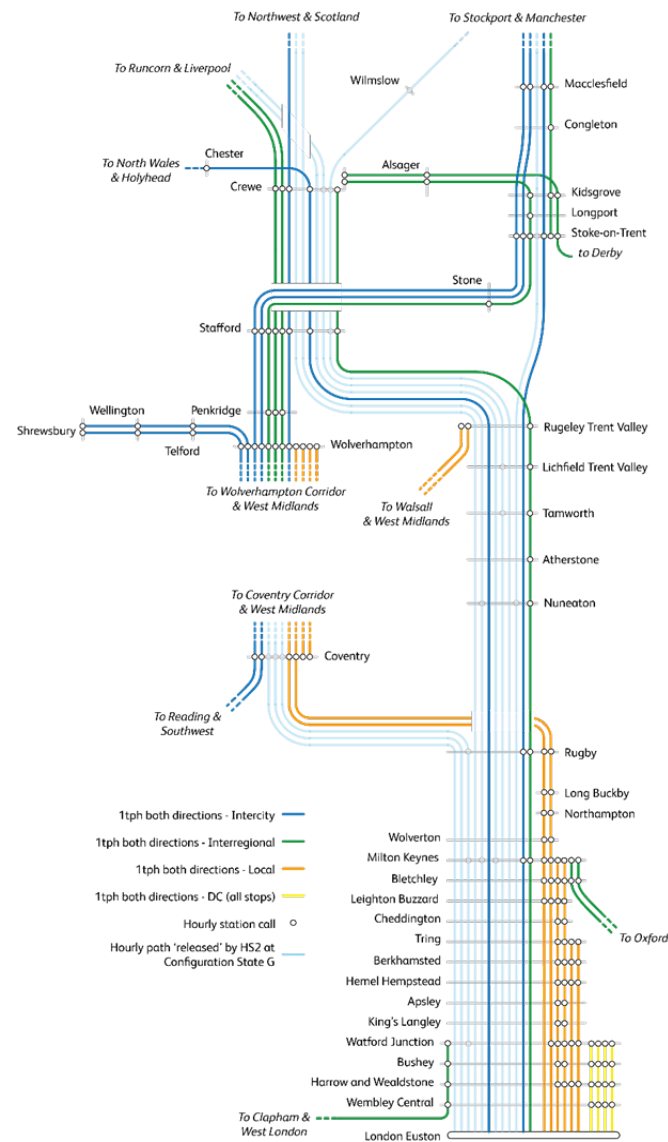 To Northwest & Scotland
To Stockport & Manchester
To Runcorn & Liverpool
Wilmslow
Macclesfield
Congleton
Chester
To North Wales
& Holyhead
Alsager
Crewe
Kidsgrove
Longport
Stoke-on-Trent
to Derby
Stone
Stafford
Wellington
Penkridge
Shrewsbury
Telford
Wolverhampton
Rugeley Trent Valley
To Wolverhampton Corridor
& West Midlands
Lichfield Trent Valley
To Walsall
& West Midlands
Tamworth
Atherstone
To Coventry Corridor
& West Midlands
Nuneaton
Coventry
To Reading &
Southwest
Rugby
Long Buckby
Northampton
1tph both directions - Intercity
1tph both directions - Interregional
1tph both directions - Local
1tph both directions - DC (all stops)
Hourly station call
Hourly path ‘released’ by HS2 at
Configuration State G
Wolverton
Milton Keynes
Bletchley
Leighton Buzzard
Cheddington
To Oxford
Tring
Berkhamsted
Hemel Hempstead
Apsley
King's Langley
Watford Junction
Bushey
Harrow and Wealdstone
Wembley Central
To Clapham &
West London
London Euston